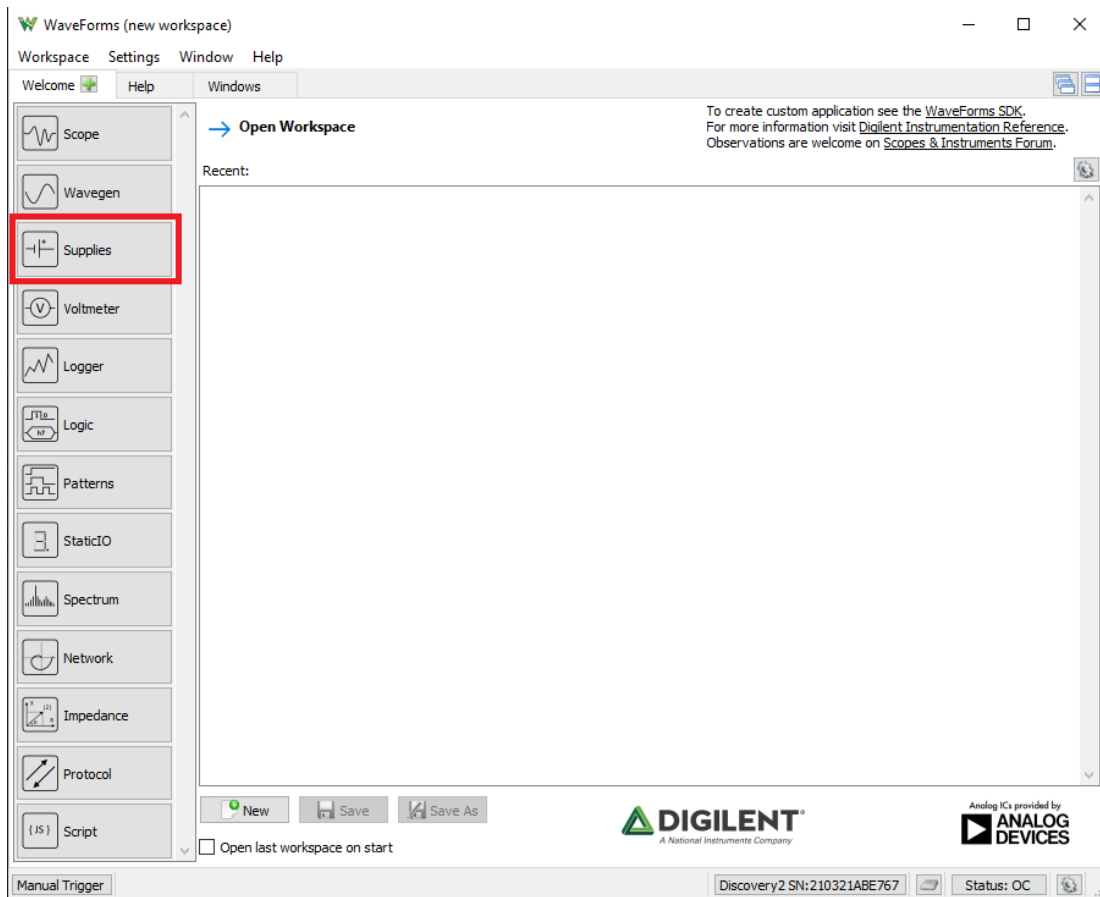 WaveForms (new workspace)
Workspace Settings Window Help
Welcome Help Windows
Scope
Wavegen
Supplies
Voltmeter
Logger
Logic
Patterns
StaticIO
Spectrum
Network
Impedance
Protocol
{JS} Script
Open Workspace
To create custom application see the WaveForms SDK.
For more information visit Digilent Instrumentation Reference.
Observations are welcome on Scopes & Instruments Forum.
Recent:
New Save Save As
Open last workspace on start
DIGILENT®
A National Instruments Company
Analog ICs provided by
ANALOG
DEVICES
Manual Trigger Discovery2 SN:210321ABE767 Status: OC